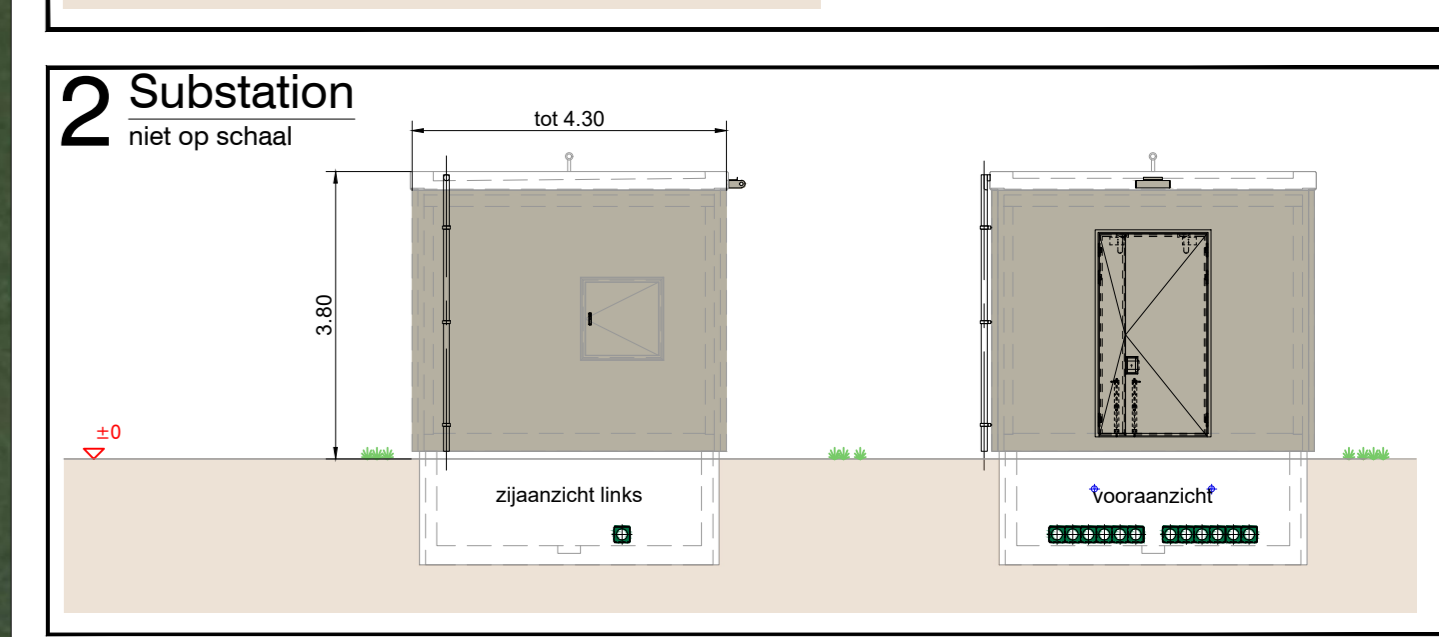 2
Substation
niet op schaal
tot 4.30
3.80
±0
zijaanzicht links
vooraanzicht